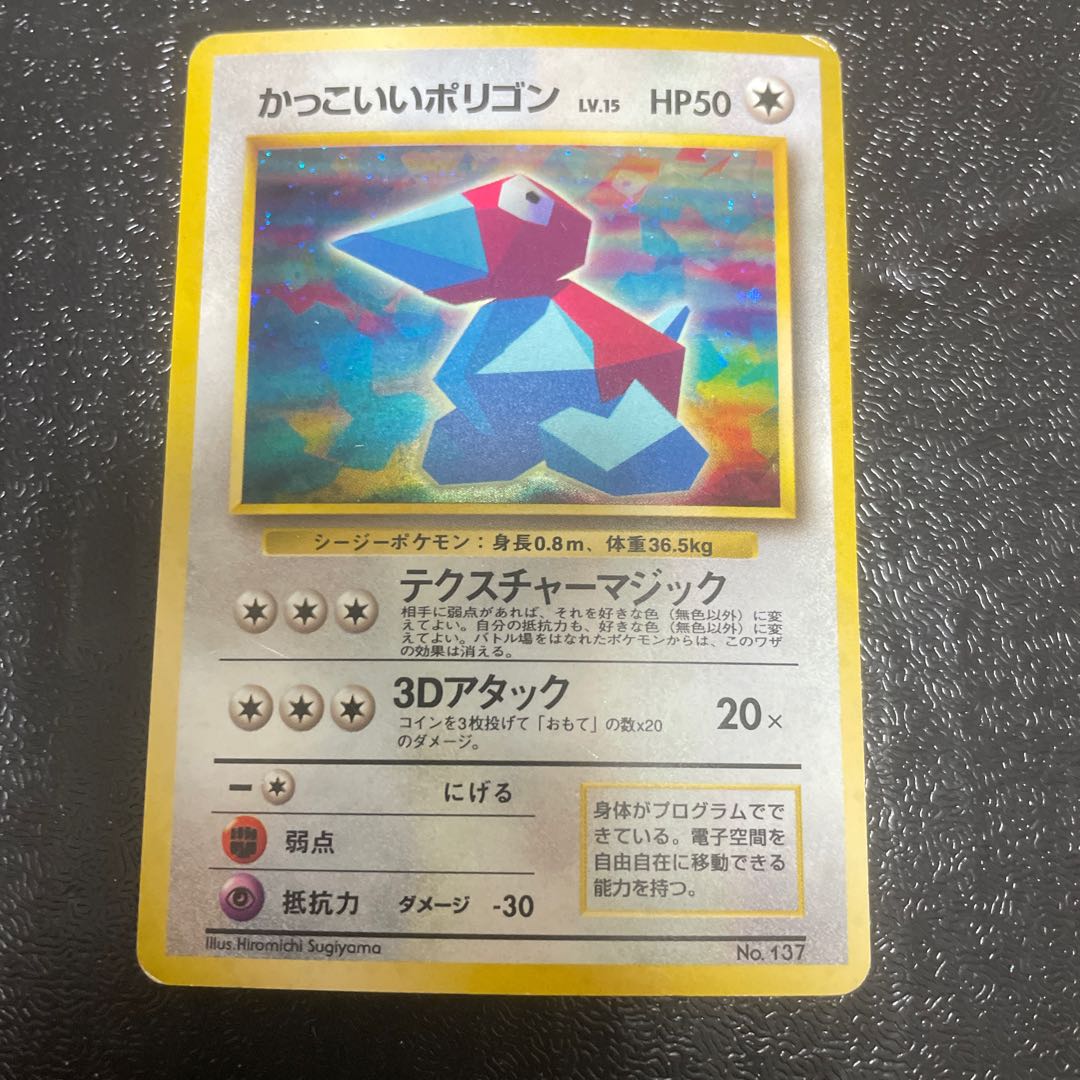 かっこいいポリゴン LV.15 HP50
シージーポケモン：身長0.8m、体重36.5kg
テクスチャーマジック
相手に弱点があれば、それを好きな色（無色以外）に変
えてよい。自分の抵抗力も、好きな色（無色以外）に変
えてよい。バトル場をはなれたポケモンからは、このワザ
の効果は消える。
3Dアタック 20×
コインを3枚投げて「おもて」の数x20
のダメージ。
− にげる
弱点
抵抗力 ダメージ -30
身体がプログラムでで
きている。電子空間を
自由自在に移動できる
能力を持つ。
Illus.Hiromichi Sugiyama
No. 137